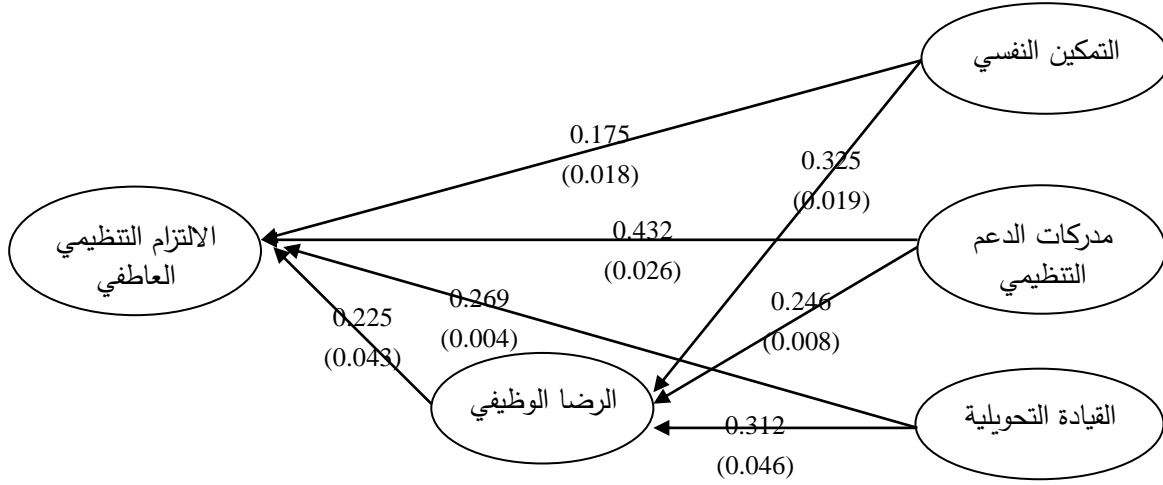 التمكين النفسي
0.175
(0.018)
0.325
(0.019)
الالتزام التنظيمي
العاطفي
0.432
(0.026)
مدركات الدعم
التنظيمي
0.225
(0.043)
0.269
(0.004)
0.246
(0.008)
الرضا الوظيفي
0.312
(0.046)
القيادة التحويلية